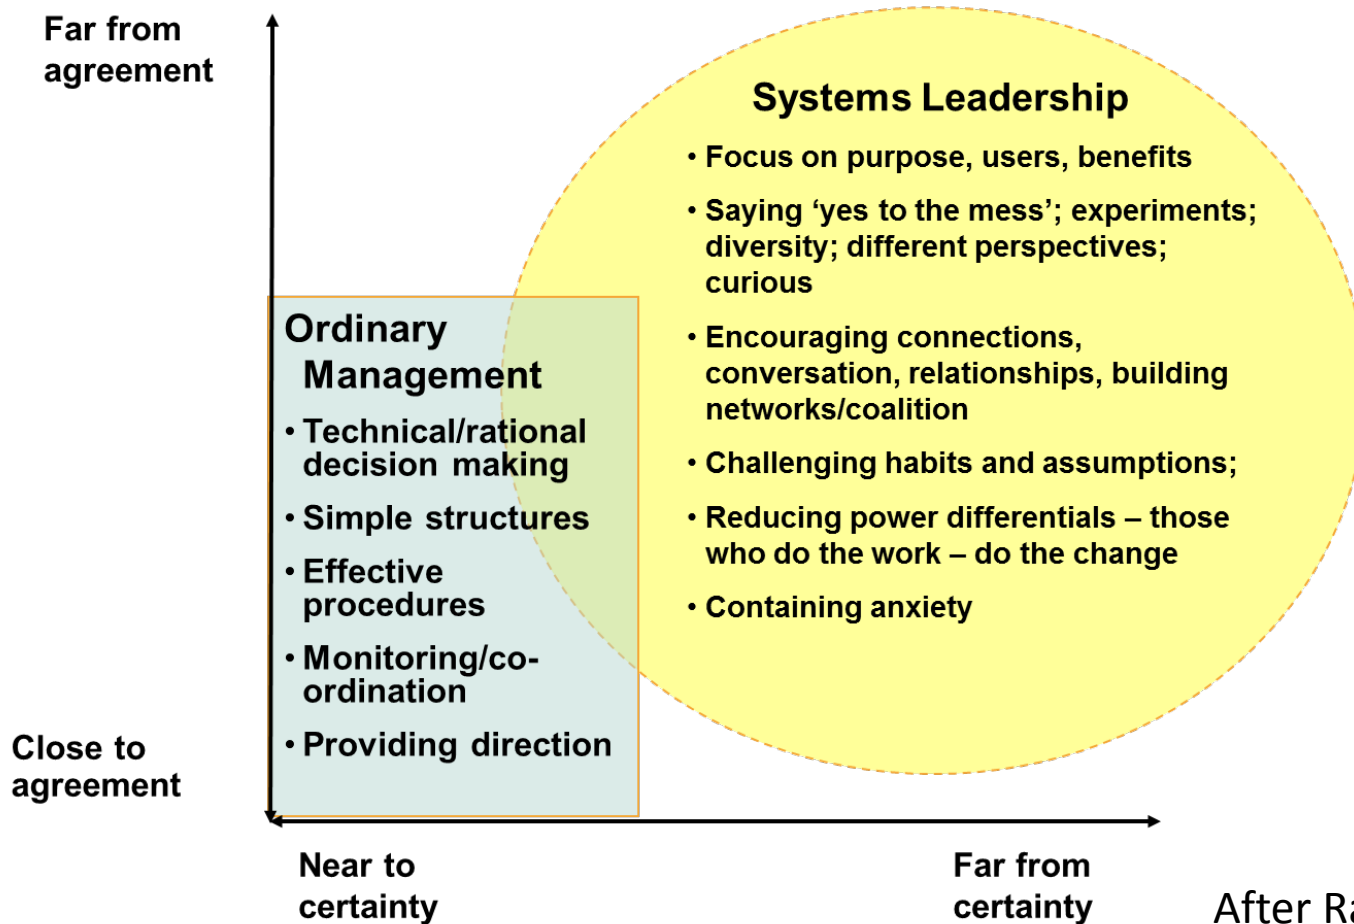 Far from
agreement
Systems Leadership
• Focus on purpose, users, benefits
• Saying ‘yes to the mess’; experiments;
diversity; different perspectives;
curious
• Encouraging connections,
conversation, relationships, building
networks/coalition
• Challenging habits and assumptions;
• Reducing power differentials – those
who do the work – do the change
• Containing anxiety
Ordinary
Management
• Technical/rational
decision making
• Simple structures
• Effective
procedures
• Monitoring/co-
ordination
• Providing direction
Close to
agreement
Near to
certainty
Far from
certainty
After